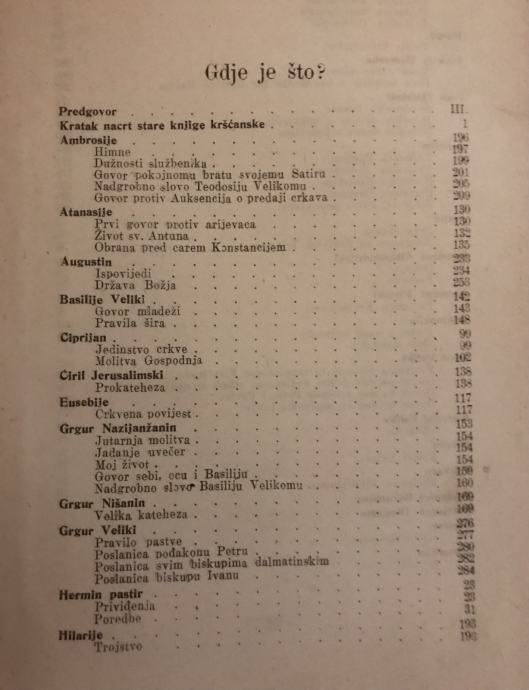 Gdje je što?
Predgovor . . . . . . . . . . . . . III.
Kratak nacrt stare knjige kršćanske . . . . . . . 1
Ambrosije . . . . . . . . . . . . . 196
Himne . . . . . . . . . . . . 197
Dužnosti službenika . . . . . . . . . 199
Govor pokojnomu bratu svojemu Satiru . . . . . 201
Nadgrobno slovo Teodosiju Velikomu . . . . . . 205
Govor protiv Auksencija o predaji crkava . . . . . 209
Atanasije . . . . . . . . . . . . . 130
Prvi govor protiv arijevaca . . . . . . . . 130
Život sv. Antuna . . . . . . . . . . 132
Obrana pred carem Konstancijem . . . . . . . 135
Augustin . . . . . . . . . . . . . 233
Ispovijedi . . . . . . . . . . . . 234
Država Božja . . . . . . . . . . . 253
Basilije Veliki . . . . . . . . . . . . 142
Govor mladeži . . . . . . . . . . . 143
Pravila šira . . . . . . . . . . . . 148
Ciprijan . . . . . . . . . . . . . 99
Jedinstvo crkve . . . . . . . . . . 99
Molitva Gospodnja . . . . . . . . . . 102
Ciril Jerusalimski . . . . . . . . . . . 138
Prokateheza . . . . . . . . . . . 138
Eusebije . . . . . . . . . . . . . 117
Crkvena povijest . . . . . . . . . . 117
Grgur Nazijanžanin . . . . . . . . . . . 153
Jutarnja molitva . . . . . . . . . . 154
Jadanje uvečer . . . . . . . . . . . 154
Moj život . . . . . . . . . . . . 154
Govor sebi, ocu i Basiliju . . . . . . . .
Nadgrobno slovo Basiliju Velikomu . . . . . . 160
Grgur Nišanin . . . . . . . . . . . . 169
Velika kateheza . . . . . . . . . . 169
Grgur Veliki . . . . . . . . . . . . 276
Pravilo pastve . . . . . . . . . . . 277
Poslanica podakonu Petru . . . . . . . . 280
Poslanica svim biskupima dalmatinskim . . . . . 282
Poslanica biskupu Ivanu . . . . . . . . . 284
Hermin pastir . . . . . . . . . . . . 23
Priviđenja . . . . . . . . . . . . 23
Poredbe . . . . . . . . . . . . 31
Hilarije . . . . . . . . . . . . . 193
Trojstvo . . . . . . . . . . . . 193